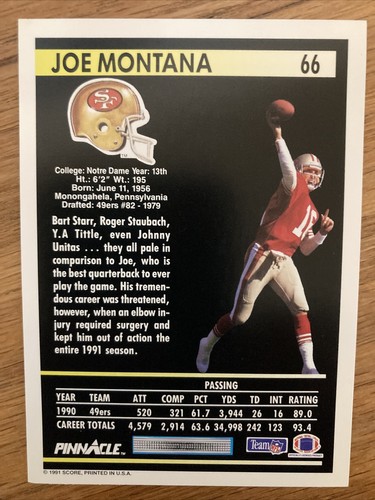 JOE MONTANA 66
SF
College: Notre Dame Year: 13th
Ht.: 6'2" Wt.: 195
Born: June 11, 1956
Monongahela, Pennsylvania
Drafted: 49ers #82 - 1979
Bart Starr, Roger Staubach,
Y.A Tittle, even Johnny
Unitas . . . they all pale in
comparison to Joe, who is
the best quarterback to ever
play the game. His tremen-
dous career was threatened,
however, when an elbow in-
jury required surgery and
kept him out of action the
entire 1991 season.
16
PASSING
YEAR TEAM ATT COMP PCT YDS TD INT RATING
1990 49ers 520 321 61.7 3,944 26 16 89.0
CAREER TOTALS 4,579 2,914 63.6 34,998 242 123 93.4
PINNACLE
Team NFL
© 1991 SCORE, PRINTED IN U.S.A.